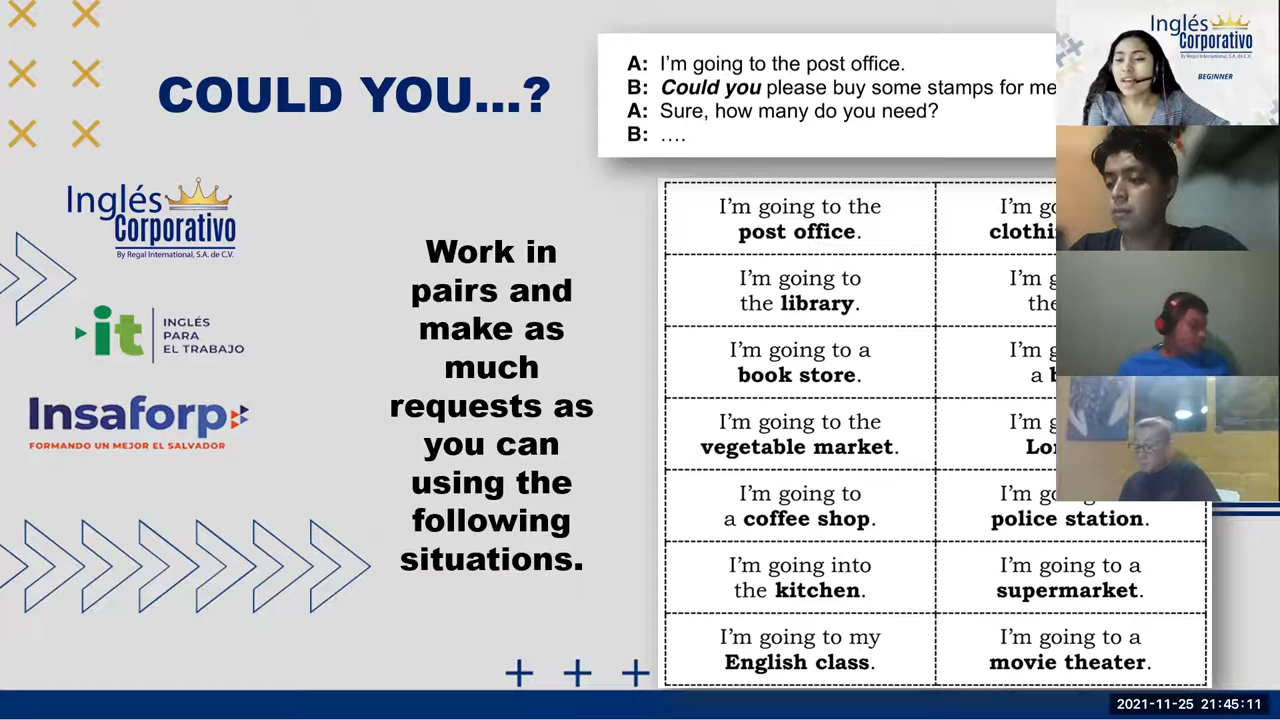 COULD YOU...?
Inglés
Corporativo
By Regal International, S.A. de C.V.
it
INGLÉS
PARA
EL TRABAJO
Insaforp
FORMANDO UN MEJOR EL SALVADOR
Work in
pairs and
make as
much
requests as
you can
using the
following
situations.
A: I'm going to the post office.
B: Could you please buy some stamps for me
A: Sure, how many do you need?
B: ....
I'm going to the
post office.
I'm going to
the library.
I'm going to a
book store.
I'm going to the
vegetable market.
I'm going to
a coffee shop.
I'm going into
the kitchen.
I'm going to my
English class.
I'm
I'm
I'm
a
I'm
police station.
I'm going to a
supermarket.
I'm going to a
movie theater.
Inglés
Corporativo
By Regal International, S.A. de C.V.
BEGINNER
2021-11-25 21:45:11